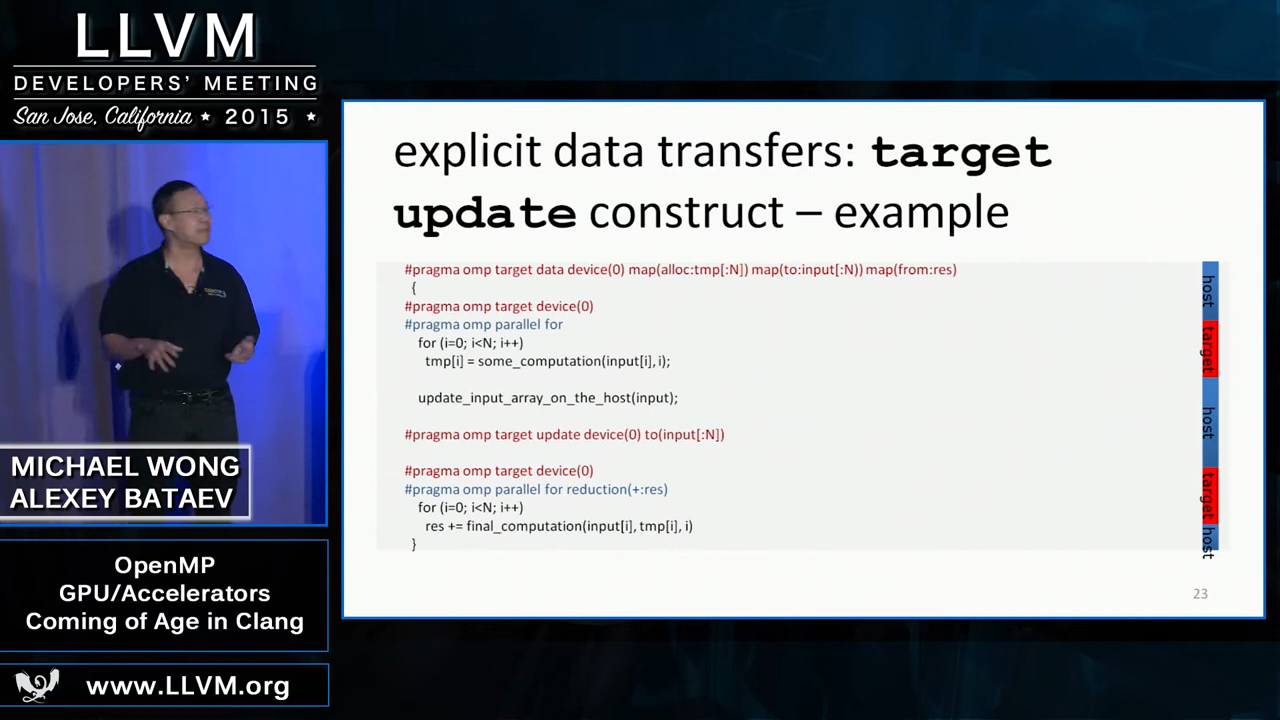 LLVM
DEVELOPERS' MEETING
San Jose, California ★ 2015 ★
explicit data transfers: target
update construct – example
#pragma omp target data device(0) map(alloc:tmp[:N]) map(to:input[:N)) map(from:res)
{
#pragma omp target device(0)
#pragma omp parallel for
for (i=0; i<N; i++)
tmp[i] = some_computation(input[i], i);
update_input_array_on_the_host(input);
#pragma omp target update device(0) to(input[:N])
#pragma omp target device(0)
#pragma omp parallel for reduction(+:res)
for (i=0; i<N; i++)
res += final_computation(input[i], tmp[i], i)
}
host
target
host
target
host
23
MICHAEL WONG
ALEXEY BATAEV
OpenMP
GPU/Accelerators
Coming of Age in Clang
www.LLVM.org